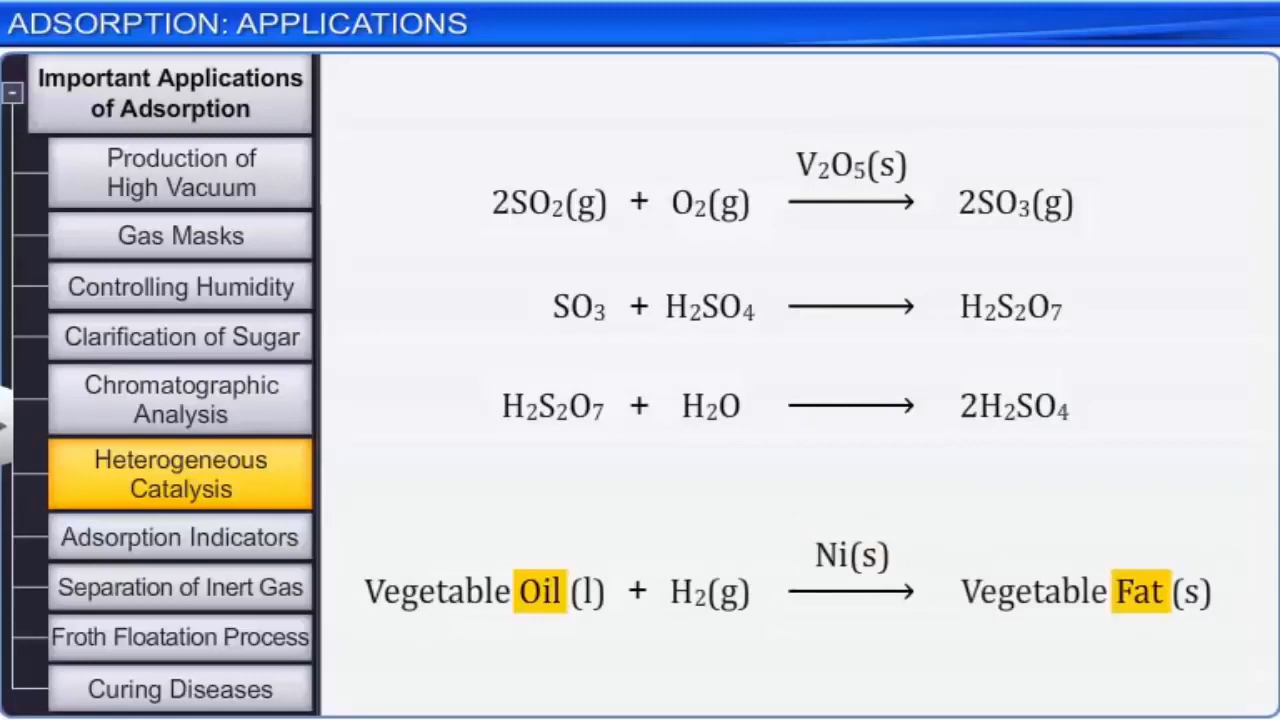 ADSORPTION: APPLICATIONS
Important Applications
of Adsorption
Production of
High Vacuum
Gas Masks
Controlling Humidity
Clarification of Sugar
Chromatographic
Analysis
Heterogeneous
Catalysis
Adsorption Indicators
Separation of Inert Gas
Froth Floatation Process
Curing Diseases
V₂O₅(s)
2SO₂(g) + O₂(g) ⟶ 2SO₃(g)
SO₃ + H₂SO₄ ⟶ H₂S₂O₇
H₂S₂O₇ + H₂O ⟶ 2H₂SO₄
Ni(s)
Vegetable Oil (l) + H₂(g) ⟶ Vegetable Fat (s)